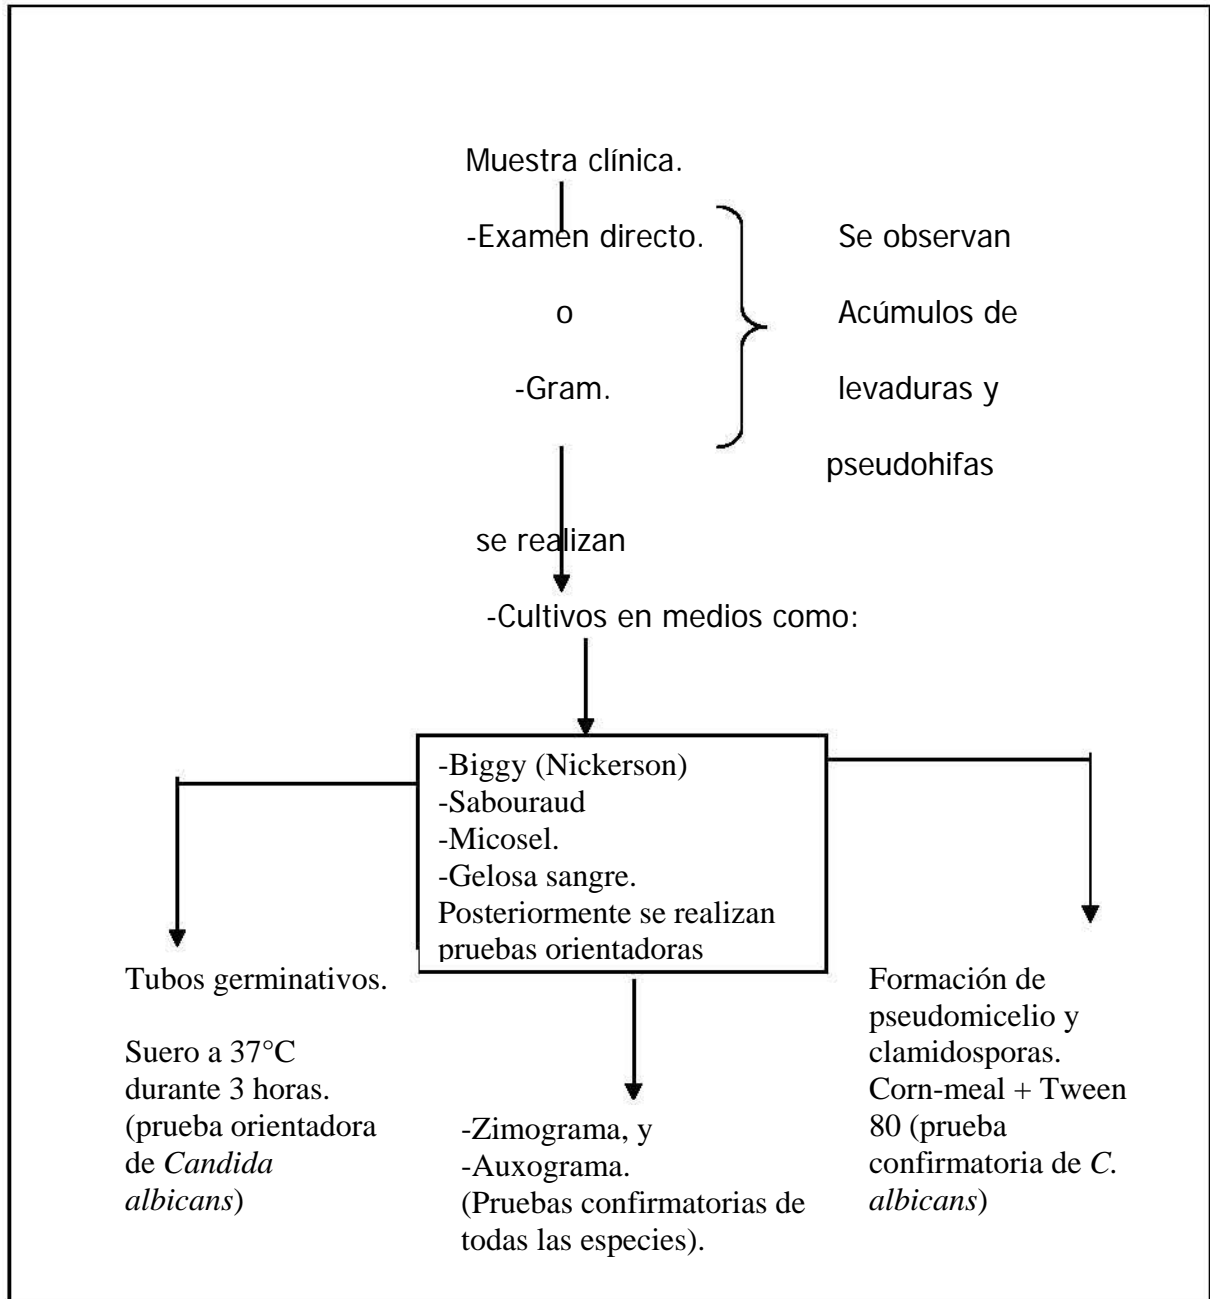 Muestra clínica.
-Examen directo.
o
-Gram.
Se observan
Acúmulos de
levaduras y
pseudohifas
se realizan
-Cultivos en medios como:
-Biggy (Nickerson)
-Sabouraud
-Micosel.
-Gelosa sangre.
Posteriormente se realizan
pruebas orientadoras
Tubos germinativos.
Suero a 37°C
durante 3 horas.
(prueba orientadora
de Candida
albicans)
-Zimograma, y
-Auxograma.
(Pruebas confirmatorias de
todas las especies).
Formación de
pseudomicelio y
clamidosporas.
Corn-meal + Tween
80 (prueba
confirmatoria de C.
albicans)